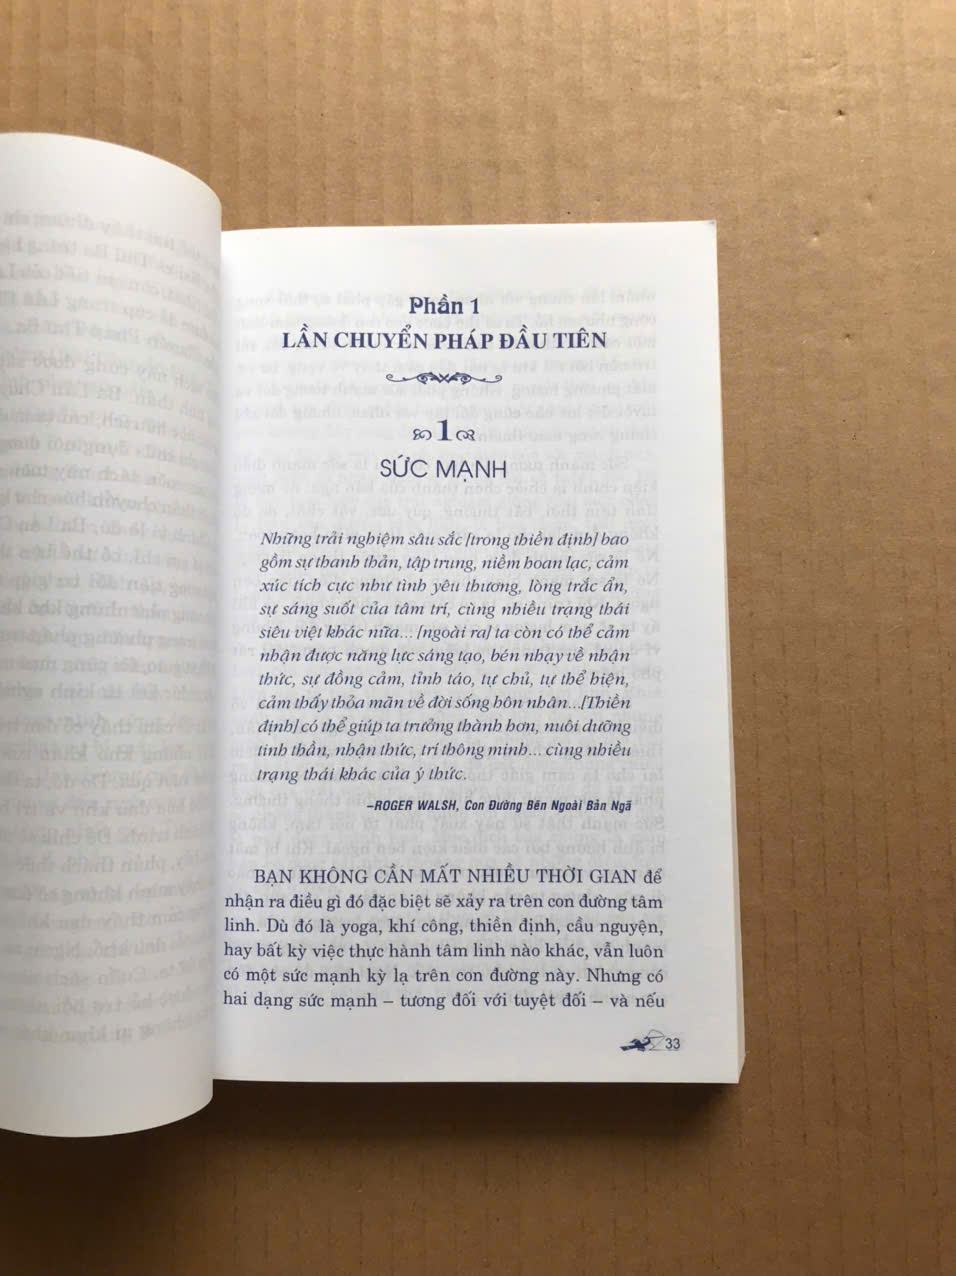 Phần 1
LẦN CHUYỂN PHÁP ĐẦU TIÊN
1
SỨC MẠNH
Những trải nghiệm sâu sắc [trong thiền định] bao
gồm sự thanh thản, tập trung, niềm hoan lạc, cảm
xúc tích cực như tình yêu thương, lòng trắc ẩn,
sự sáng suốt của tâm trí, cùng nhiều trạng thái
siêu việt khác nữa... [ngoài ra] ta còn có thể cảm
nhận được năng lực sáng tạo, bén nhạy về nhận
thức, sự đồng cảm, tỉnh táo, tự chủ, tự thể hiện,
cảm thấy thỏa mãn về đời sống hôn nhân...[Thiền
định] có thể giúp ta trưởng thành hơn, nuôi dưỡng
tinh thần, nhận thức, trí thông minh... cùng nhiều
trạng thái khác của ý thức.
–ROGER WALSH, Con Đường Bên Ngoài Bản Ngã
BẠN KHÔNG CẦN MẤT NHIỀU THỜI GIAN để
nhận ra điều gì đó đặc biệt sẽ xảy ra trên con đường tâm
linh. Dù đó là yoga, khí công, thiền định, cầu nguyện,
hay bất kỳ việc thực hành tâm linh nào khác, vẫn luôn
có một sức mạnh kỳ lạ trên con đường này. Nhưng có
hai dạng sức mạnh – tương đối với tuyệt đối – và nếu
33